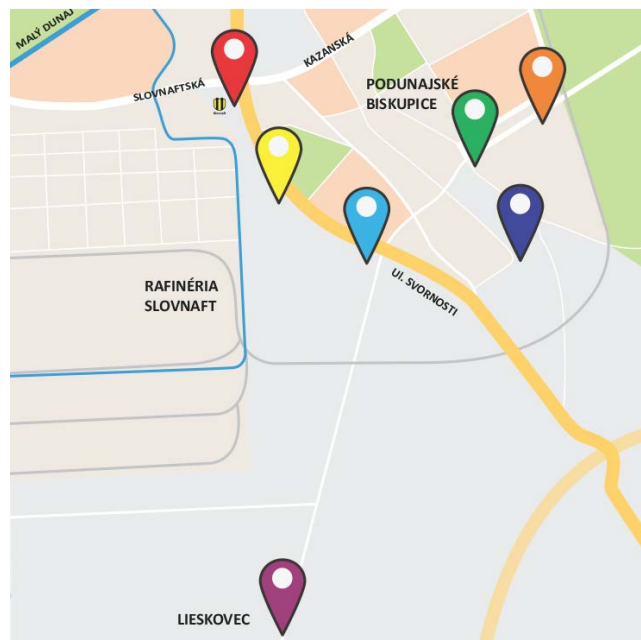 MALÝ DUNAJ
KAZANSKÁ
SLOVNAFTSKÁ
PODUNAJSKÉ
BISKUPICE
RAFINÉRIA
SLOVNAFT
Ul. SVORNOSTI
LIESKOVEC